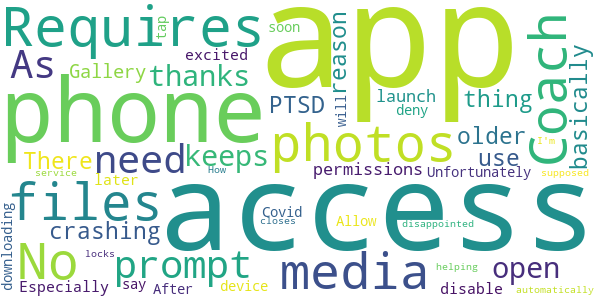 Requires
tap
soon
app
Coach
As
excited
reason
Gallery
thanks
phone
PTSD
will
launch
deny
thing
basically
There
need
keeps
photos
older
use
later
permissions
Unfortunately
I'm
supposed
service
How
files
access
downloading
crashing
Covid
closes
Allow
disappointed
No
locks
prompt
media
helping
open
Especially
say
After
device
disable
automatically